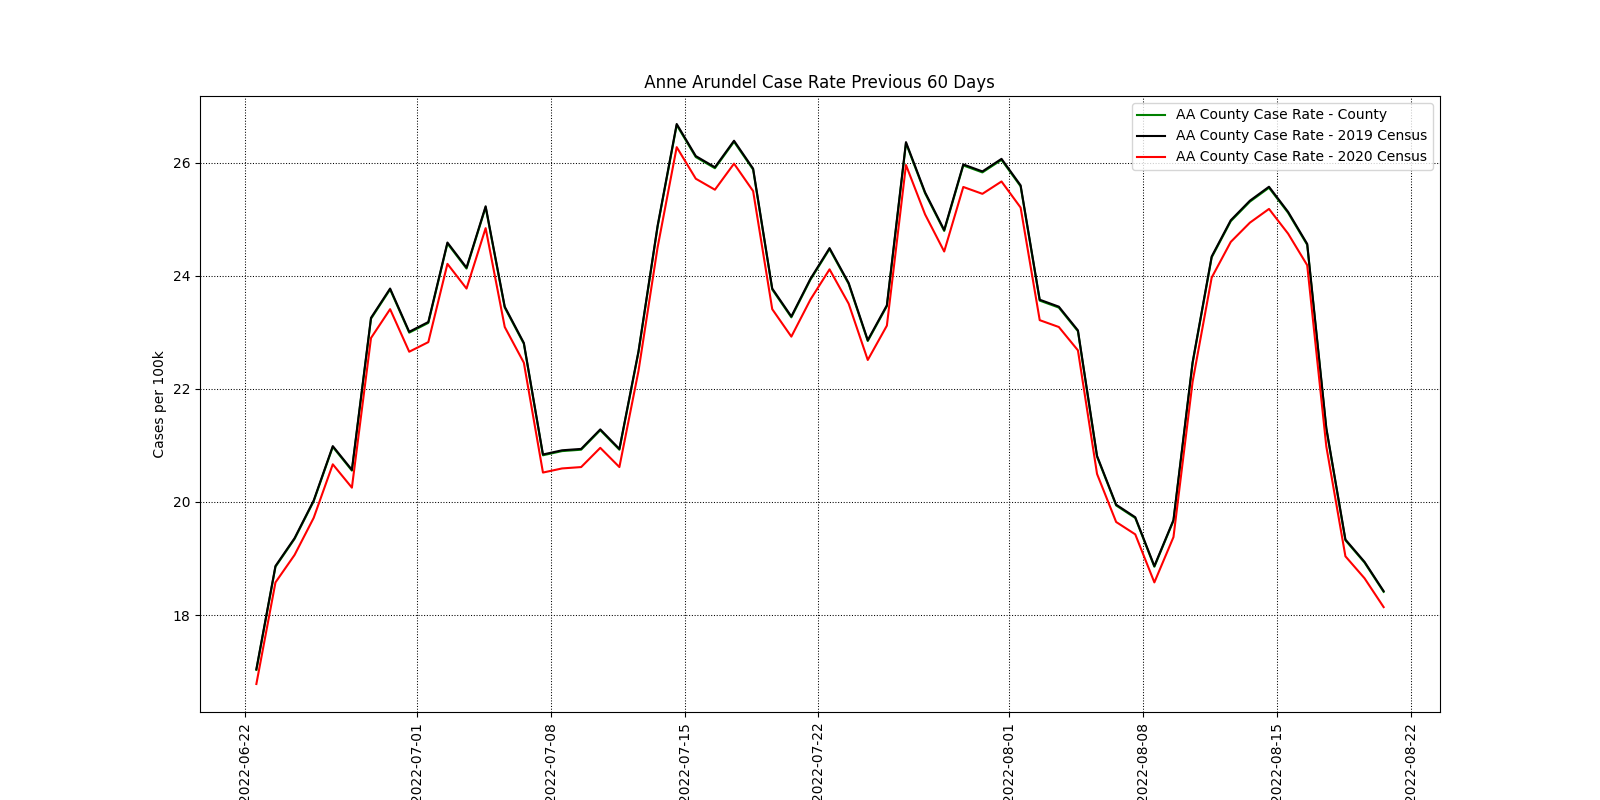 Anne Arundel Case Rate Previous 60 Days
AA County Case Rate - County
AA County Case Rate - 2019 Census
AA County Case Rate - 2020 Census
Cases per 100k
26
24
22
20
18
2022-06-22
2022-07-01
2022-07-08
2022-07-15
2022-07-22
2022-08-01
2022-08-08
2022-08-15
2022-08-22